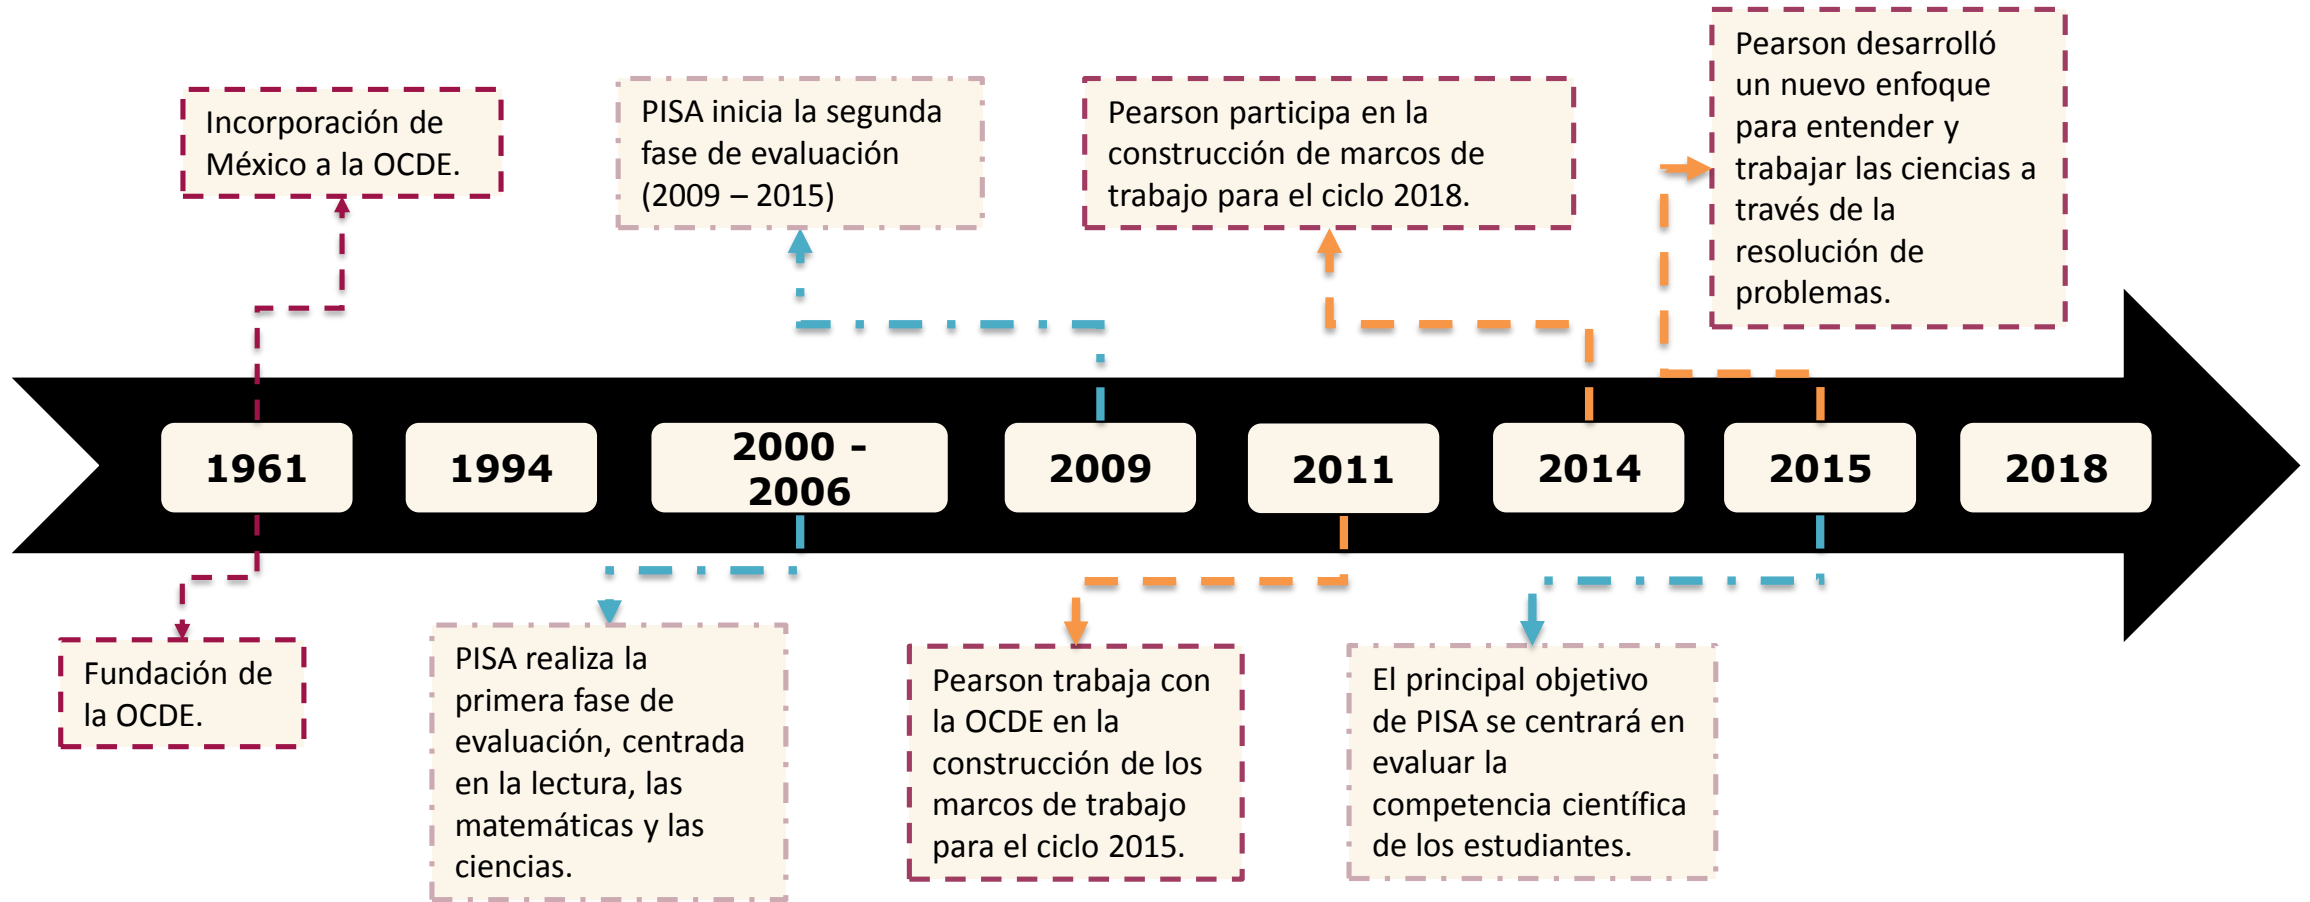 Incorporación de
México a la OCDE.
PISA inicia la segunda
fase de evaluación
(2009 – 2015)
Pearson participa en la
construcción de marcos de
trabajo para el ciclo 2018.
Pearson desarrolló
un nuevo enfoque
para entender y
trabajar las ciencias a
través de la
resolución de
problemas.
1961
1994
2000 -
2006
2009
2011
2014
2015
2018
Fundación de
la OCDE.
PISA realiza la
primera fase de
evaluación, centrada
en la lectura, las
matemáticas y las
ciencias.
Pearson trabaja con
la OCDE en la
construcción de los
marcos de trabajo
para el ciclo 2015.
El principal objetivo
de PISA se centrará en
evaluar la
competencia científica
de los estudiantes.